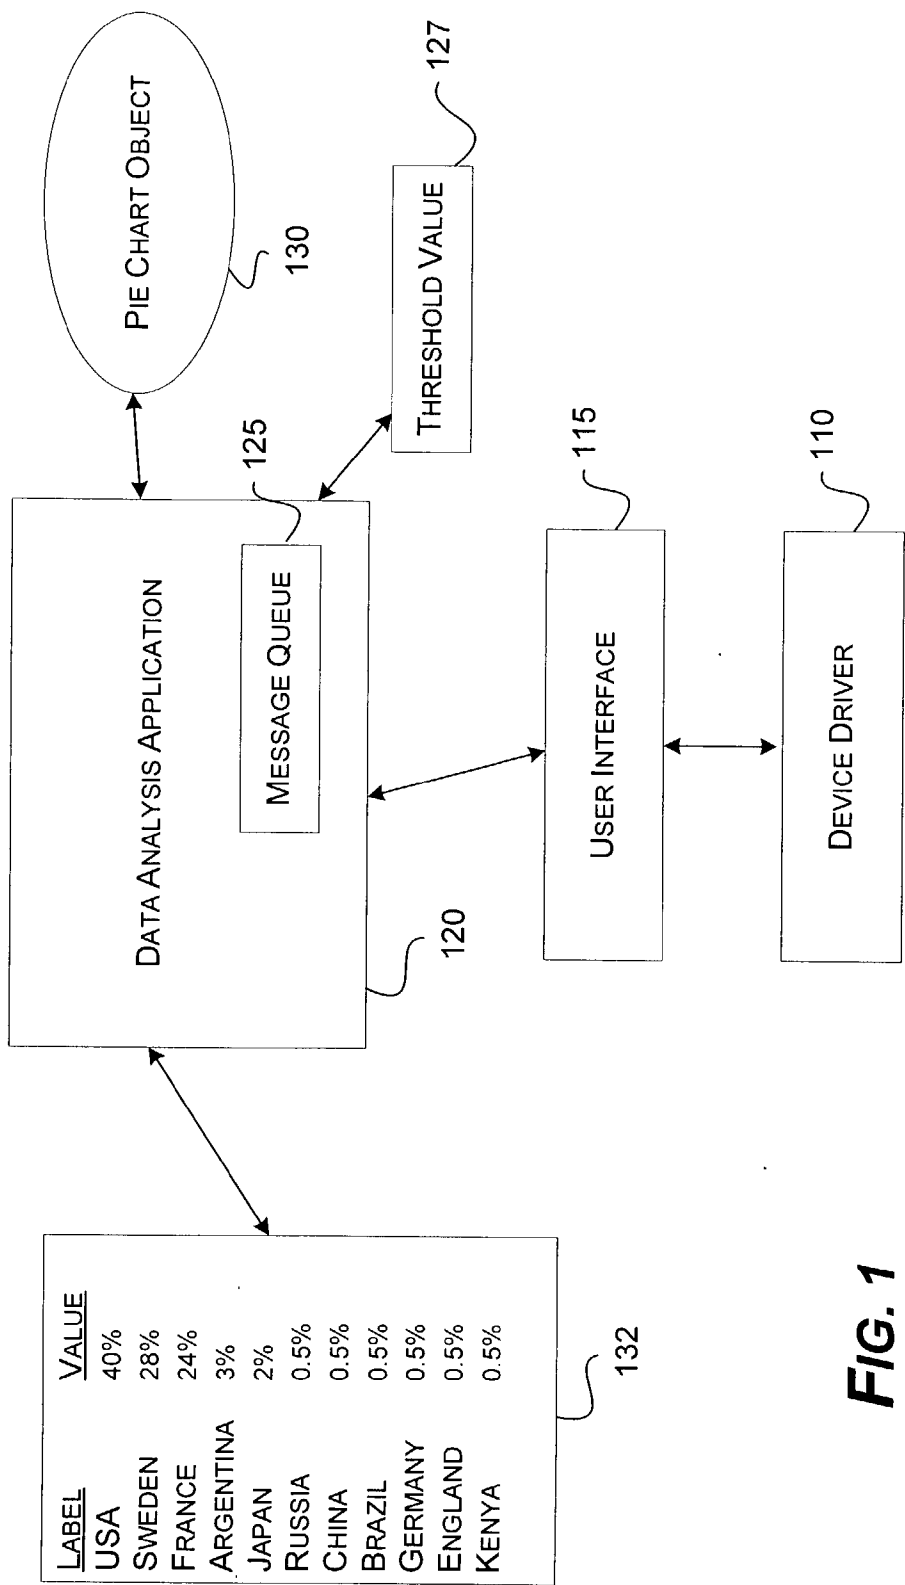 LABEL VALUE
USA 40%
SWEDEN 28%
FRANCE 24%
ARGENTINA 3%
JAPAN 2%
RUSSIA 0.5%
CHINA 0.5%
BRAZIL 0.5%
GERMANY 0.5%
ENGLAND 0.5%
KENYA 0.5%
132
DATA ANALYSIS APPLICATION
MESSAGE QUEUE
125
120
PIE CHART OBJECT
130
THRESHOLD VALUE
127
USER INTERFACE
115
DEVICE DRIVER
110
FIG. 1